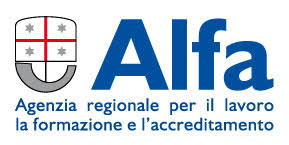 Alfa
Agenzia regionale per il lavoro
la formazione e l'accreditamento